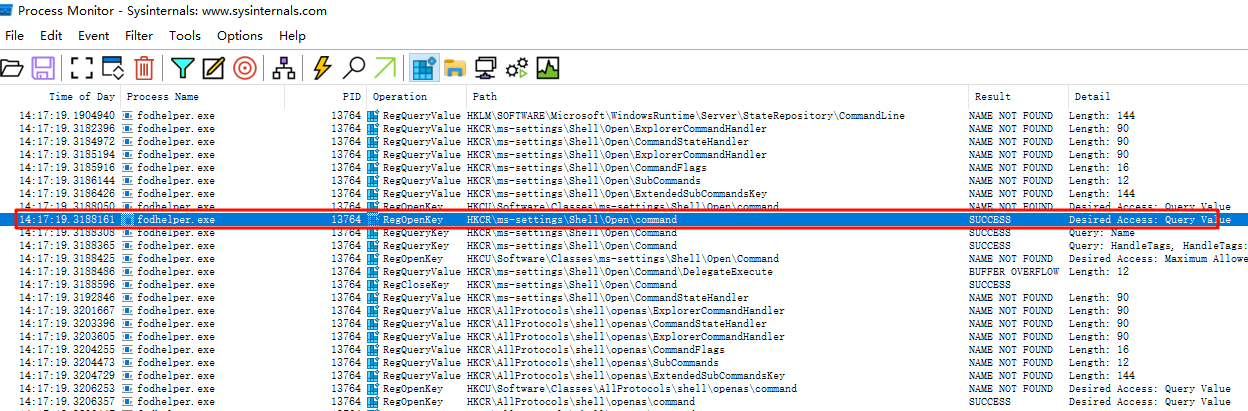 Process Monitor - Sysinternals: www.sysinternals.com
File Edit Event Filter Tools Options Help
Time of Day Process Name PID Operation Path Result Detail
14:17:19.1904940 fodhelper.exe 13764 RegQueryValue HKLM\SOFTWARE\Microsoft\WindowsRuntime\Server\StateRepository\CommandLine NAME NOT FOUND Length: 144
14:17:19.3182396 fodhelper.exe 13764 RegQueryValue HKCR\ms-settings\Shell\Open\ExplorerCommandHandler NAME NOT FOUND Length: 90
14:17:19.3184972 fodhelper.exe 13764 RegQueryValue HKCR\ms-settings\Shell\Open\CommandStateHandler NAME NOT FOUND Length: 90
14:17:19.3185194 fodhelper.exe 13764 RegQueryValue HKCR\ms-settings\Shell\Open\ExplorerCommandHandler NAME NOT FOUND Length: 90
14:17:19.3185916 fodhelper.exe 13764 RegQueryValue HKCR\ms-settings\Shell\Open\CommandFlags NAME NOT FOUND Length: 16
14:17:19.3186144 fodhelper.exe 13764 RegQueryValue HKCR\ms-settings\Shell\Open\SubCommands NAME NOT FOUND Length: 12
14:17:19.3186426 fodhelper.exe 13764 RegQueryValue HKCR\ms-settings\Shell\Open\ExtendedSubCommandsKey NAME NOT FOUND Length: 144
14:17:19.3188050 fodhelper.exe 13764 RegOpenKey HKCU\Software\Classes\ms-settings\Shell\Open\command NAME NOT FOUND Desired Access: Query Value
14:17:19.3188161 fodhelper.exe 13764 RegOpenKey HKCR\ms-settings\Shell\Open\command SUCCESS Desired Access: Query Value
14:17:19.3188308 fodhelper.exe 13764 RegQueryKey HKCR\ms-settings\Shell\Open\Command SUCCESS Query: Name
14:17:19.3188365 fodhelper.exe 13764 RegQueryKey HKCR\ms-settings\Shell\Open\Command SUCCESS Query: HandleTags, HandleTags:
14:17:19.3188425 fodhelper.exe 13764 RegOpenKey HKCU\Software\Classes\ms-settings\Shell\Open\Command NAME NOT FOUND Desired Access: Maximum Allowe
14:17:19.3188486 fodhelper.exe 13764 RegQueryValue HKCR\ms-settings\Shell\Open\Command\DelegateExecute BUFFER OVERFLOW Length: 12
14:17:19.3188596 fodhelper.exe 13764 RegCloseKey HKCR\ms-settings\Shell\Open\Command SUCCESS
14:17:19.3192846 fodhelper.exe 13764 RegQueryValue HKCR\ms-settings\Shell\Open\CommandStateHandler NAME NOT FOUND Length: 90
14:17:19.3201667 fodhelper.exe 13764 RegQueryValue HKCR\AllProtocols\shell\openas\ExplorerCommandHandler NAME NOT FOUND Length: 90
14:17:19.3203396 fodhelper.exe 13764 RegQueryValue HKCR\AllProtocols\shell\openas\CommandStateHandler NAME NOT FOUND Length: 90
14:17:19.3203605 fodhelper.exe 13764 RegQueryValue HKCR\AllProtocols\shell\openas\ExplorerCommandHandler NAME NOT FOUND Length: 90
14:17:19.3204255 fodhelper.exe 13764 RegQueryValue HKCR\AllProtocols\shell\openas\CommandFlags NAME NOT FOUND Length: 16
14:17:19.3204473 fodhelper.exe 13764 RegQueryValue HKCR\AllProtocols\shell\openas\SubCommands NAME NOT FOUND Length: 12
14:17:19.3204729 fodhelper.exe 13764 RegQueryValue HKCR\AllProtocols\shell\openas\ExtendedSubCommandsKey NAME NOT FOUND Length: 144
14:17:19.3206253 fodhelper.exe 13764 RegOpenKey HKCU\Software\Classes\AllProtocols\shell\openas\command NAME NOT FOUND Desired Access: Query Value
14:17:19.3206357 fodhelper.exe 13764 RegOpenKey HKCR\AllProtocols\shell\openas\command SUCCESS Desired Access: Query Value